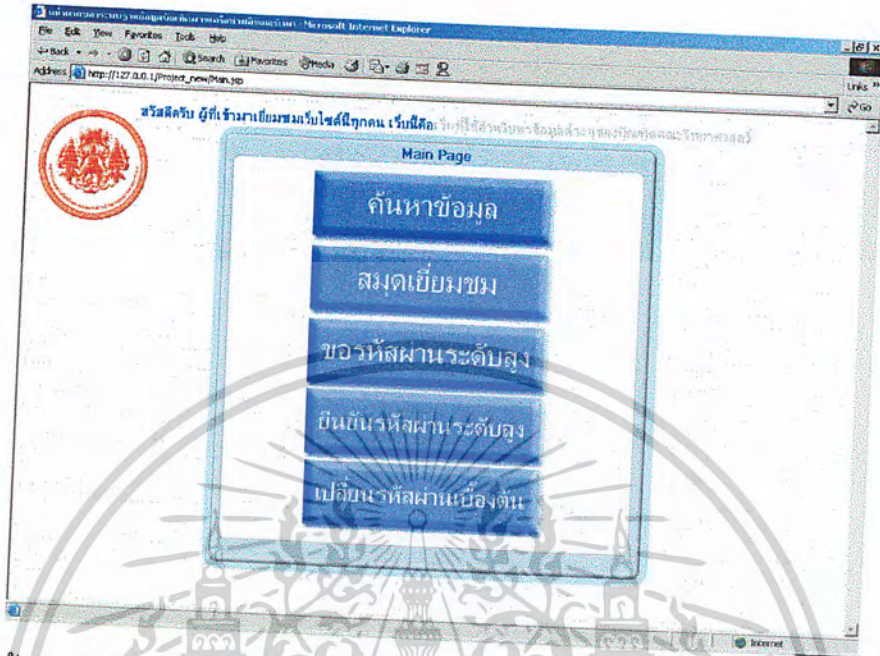 Microsoft Internet Explorer
File Edit View Favorites Tools Help
Back Search Favorites Media
Address http://127.0.0.1/Project_new/Main.jsp Go Links
สวัสดีครับ ผู้ที่เข้ามาเยี่ยมชมเว็บไซต์นี้ทุกคน เว็บนี้คือ
Main Page
ค้นหาข้อมูล
สมุดเยี่ยมชม
ขอรหัสผ่านระดับสูง
ยืนยันรหัสผ่านระดับสูง
เปลี่ยนรหัสผ่านเบื้องต้น
Internet